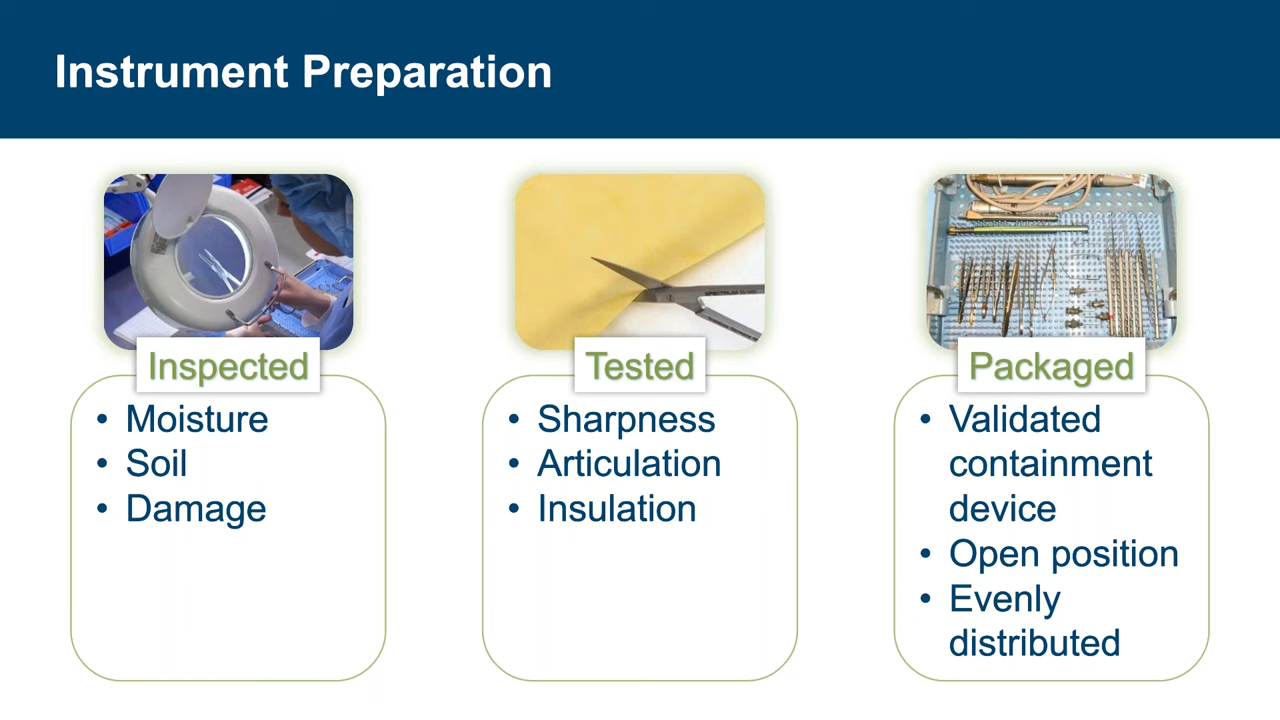 Instrument Preparation
Inspected
• Moisture
• Soil
• Damage
Tested
• Sharpness
• Articulation
• Insulation
Packaged
• Validated
containment
device
• Open position
• Evenly
distributed